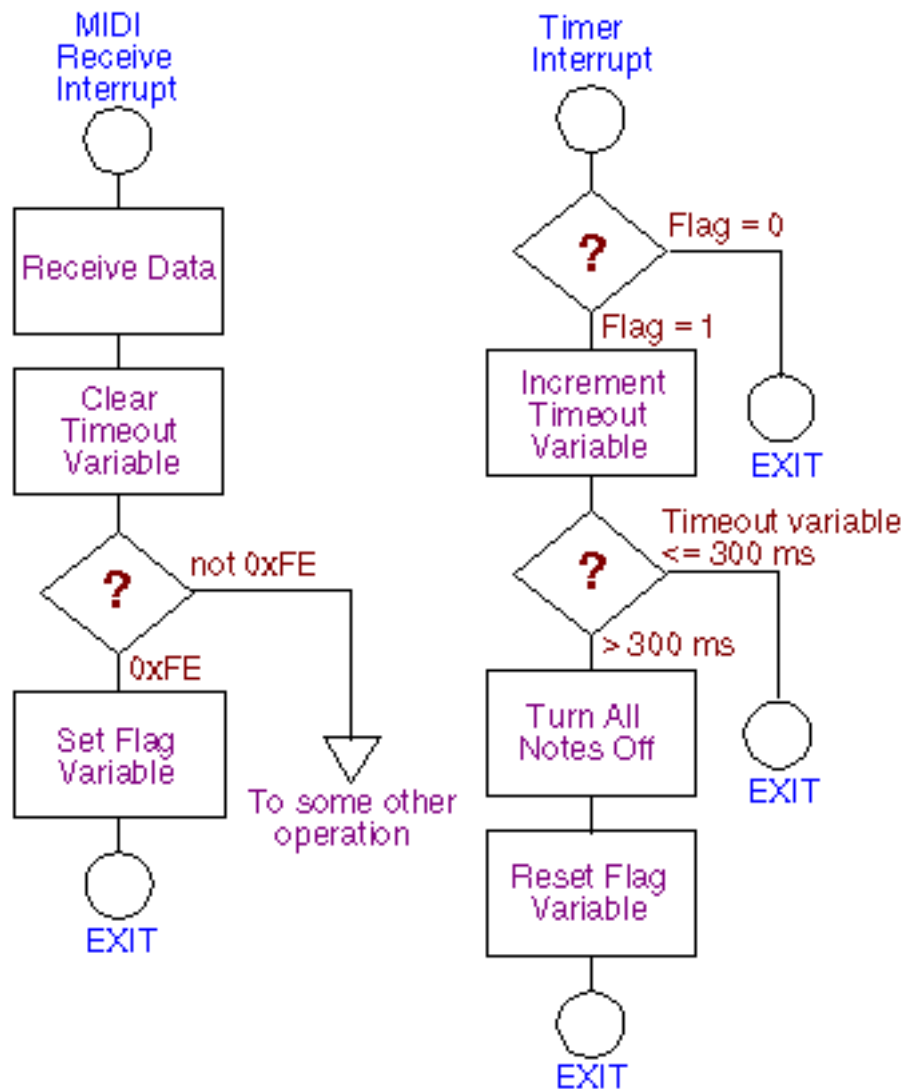 MIDI
Receive
Interrupt
Receive Data
Clear
Timeout
Variable
?
not 0xFE
0xFE
Set Flag
Variable
To some other
operation
EXIT
Timer
Interrupt
?
Flag = 0
Flag = 1
Increment
Timeout
Variable
EXIT
?
Timeout variable
<= 300 ms
> 300 ms
Turn All
Notes Off
EXIT
Reset Flag
Variable
EXIT